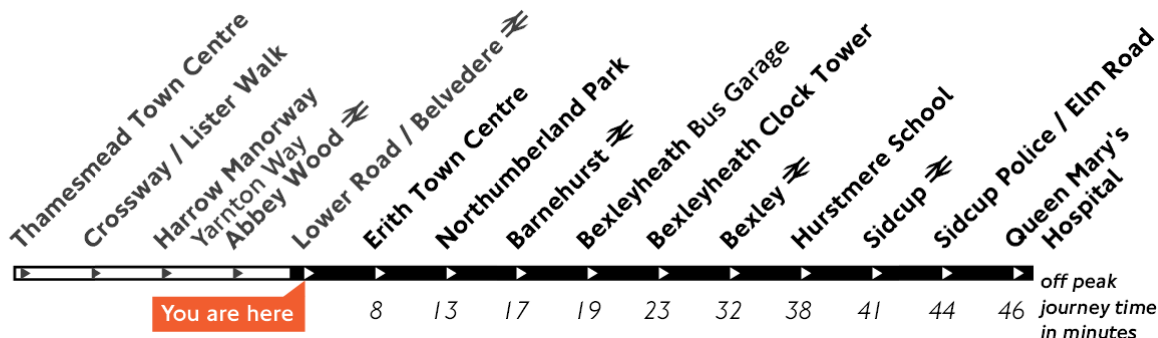 Thamesmead Town Centre
Crossway / Lister Walk
Harrow Manorway
Yarnton Way
Abbey Wood
Lower Road / Belvedere
Erith Town Centre
Northumberland Park
Barnehurst
Bexleyheath Bus Garage
Bexleyheath Clock Tower
Bexley
Hurstmere School
Sidcup
Sidcup Police / Elm Road
Queen Mary's
Hospital
You are here
8 13 17 19 23 32 38 41 44 46
off peak
journey time
in minutes